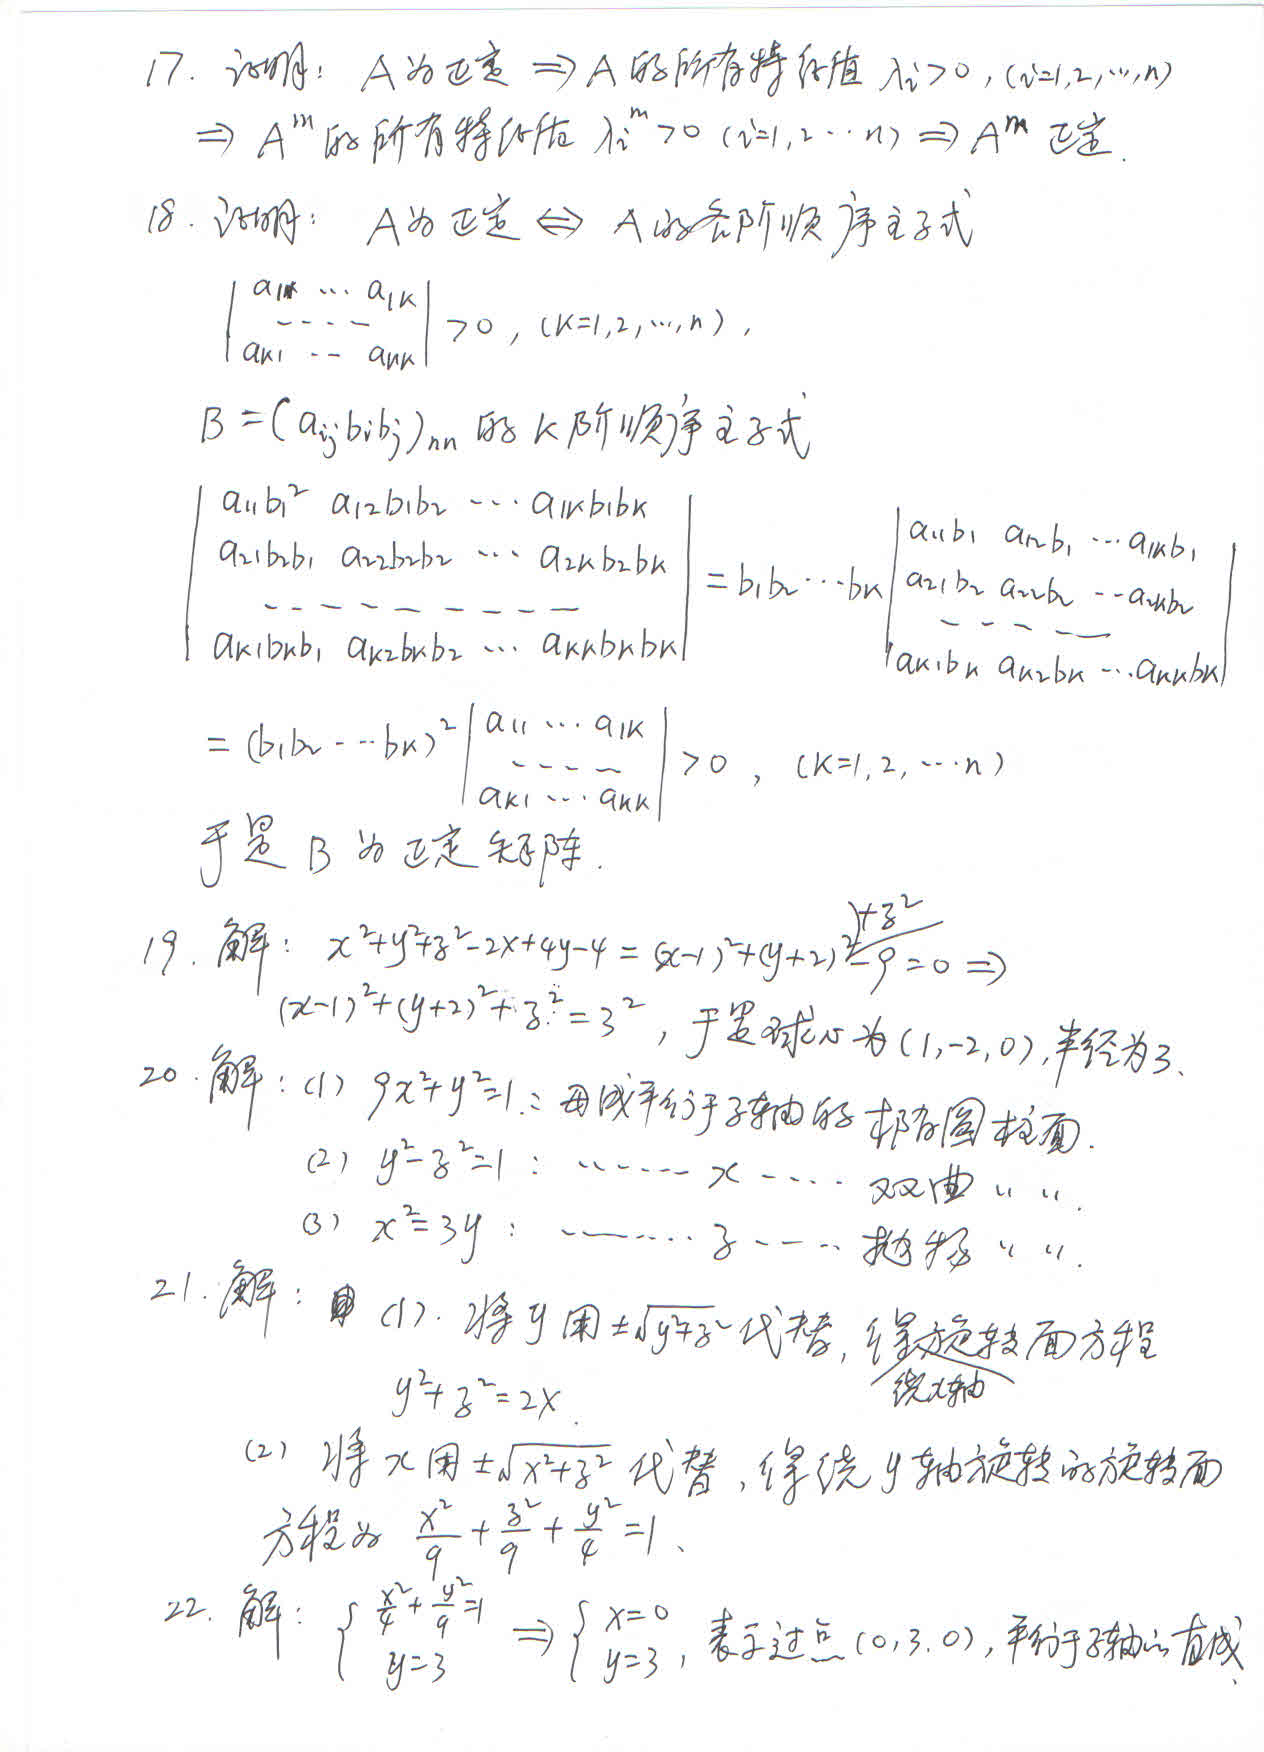 17. 证明: A为正定 ⇒ A的所有特征值 λi>0, (i=1,2,…,n)
⇒ A^m 的所有特征值 λi^m >0 (i=1,2…n) ⇒ A^m 正定.
18. 证明: A为正定 ⇔ A的各阶顺序主子式
| a11 … a1k ; ---- ; ak1 … akk | >0, (k=1,2,…,n),
B=(aij bi bj)nn 的 k 阶顺序主子式
| a11b1² a12b1b2 … a1kb1bk ; a21b2b1 a22b2b2 … a2kb2bk ; --------- ; ak1bkb1 ak2bkb2 … akkbkbk | = b1b2…bk | a11b1 a12b1 …a1kb1 ; a21b2 a22b2 …a2kb2 ; ---- ; ak1bk ak2bk …akkbk |
= (b1b2…bk)² | a11 … a1k ; ---- ; ak1 … akk | >0, (k=1,2,…n)
于是 B 为正定矩阵.
19. 解: x²+y²+z²-2x+4y-4 = (x-1)²+(y+2)²+z²-9=0 ⇒
(x-1)²+(y+2)²+z²=3², 于是球心为(1,-2,0),半径为3.
20. 解: (1) 9x²+y²=1: 母线平行于z轴的椭圆柱面.
(2) y²-z²=1: ……… x …… 双曲 〃 〃.
(3) x²=3y: ……… z …… 抛物 〃 〃.
21. 解: (1). 将y用±√(y²+z²)代替, 得绕x轴旋转面方程
y²+z²=2x.
(2) 将x用±√(x²+z²)代替, 得绕y轴旋转的旋转面
方程为 x²/9 + z²/9 + y²/4 =1.
22. 解: { x²/4+y²/9=1 ; y=3 ⇒ { x=0 ; y=3, 表示过点(0,3,0), 平行于z轴的直线.